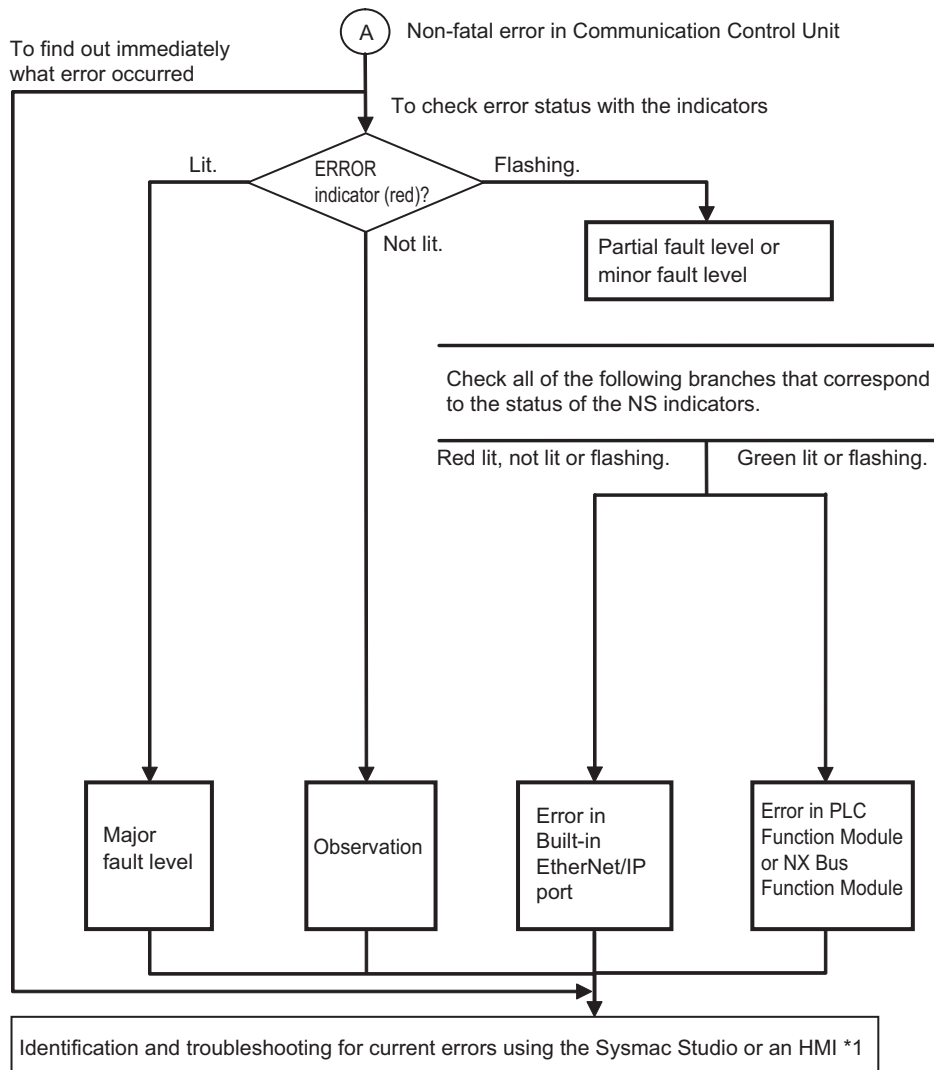 A
Non-fatal error in Communication Control Unit
To find out immediately
what error occurred
To check error status with the indicators
Lit.
ERROR
indicator (red)?
Flashing.
Not lit.
Partial fault level or
minor fault level
Check all of the following branches that correspond
to the status of the NS indicators.
Red lit, not lit or flashing.
Green lit or flashing.
Major
fault level
Observation
Error in
Built-in
EtherNet/IP
port
Error in PLC
Function Module
or NX Bus
Function Module
Identification and troubleshooting for current errors using the Sysmac Studio or an HMI *1